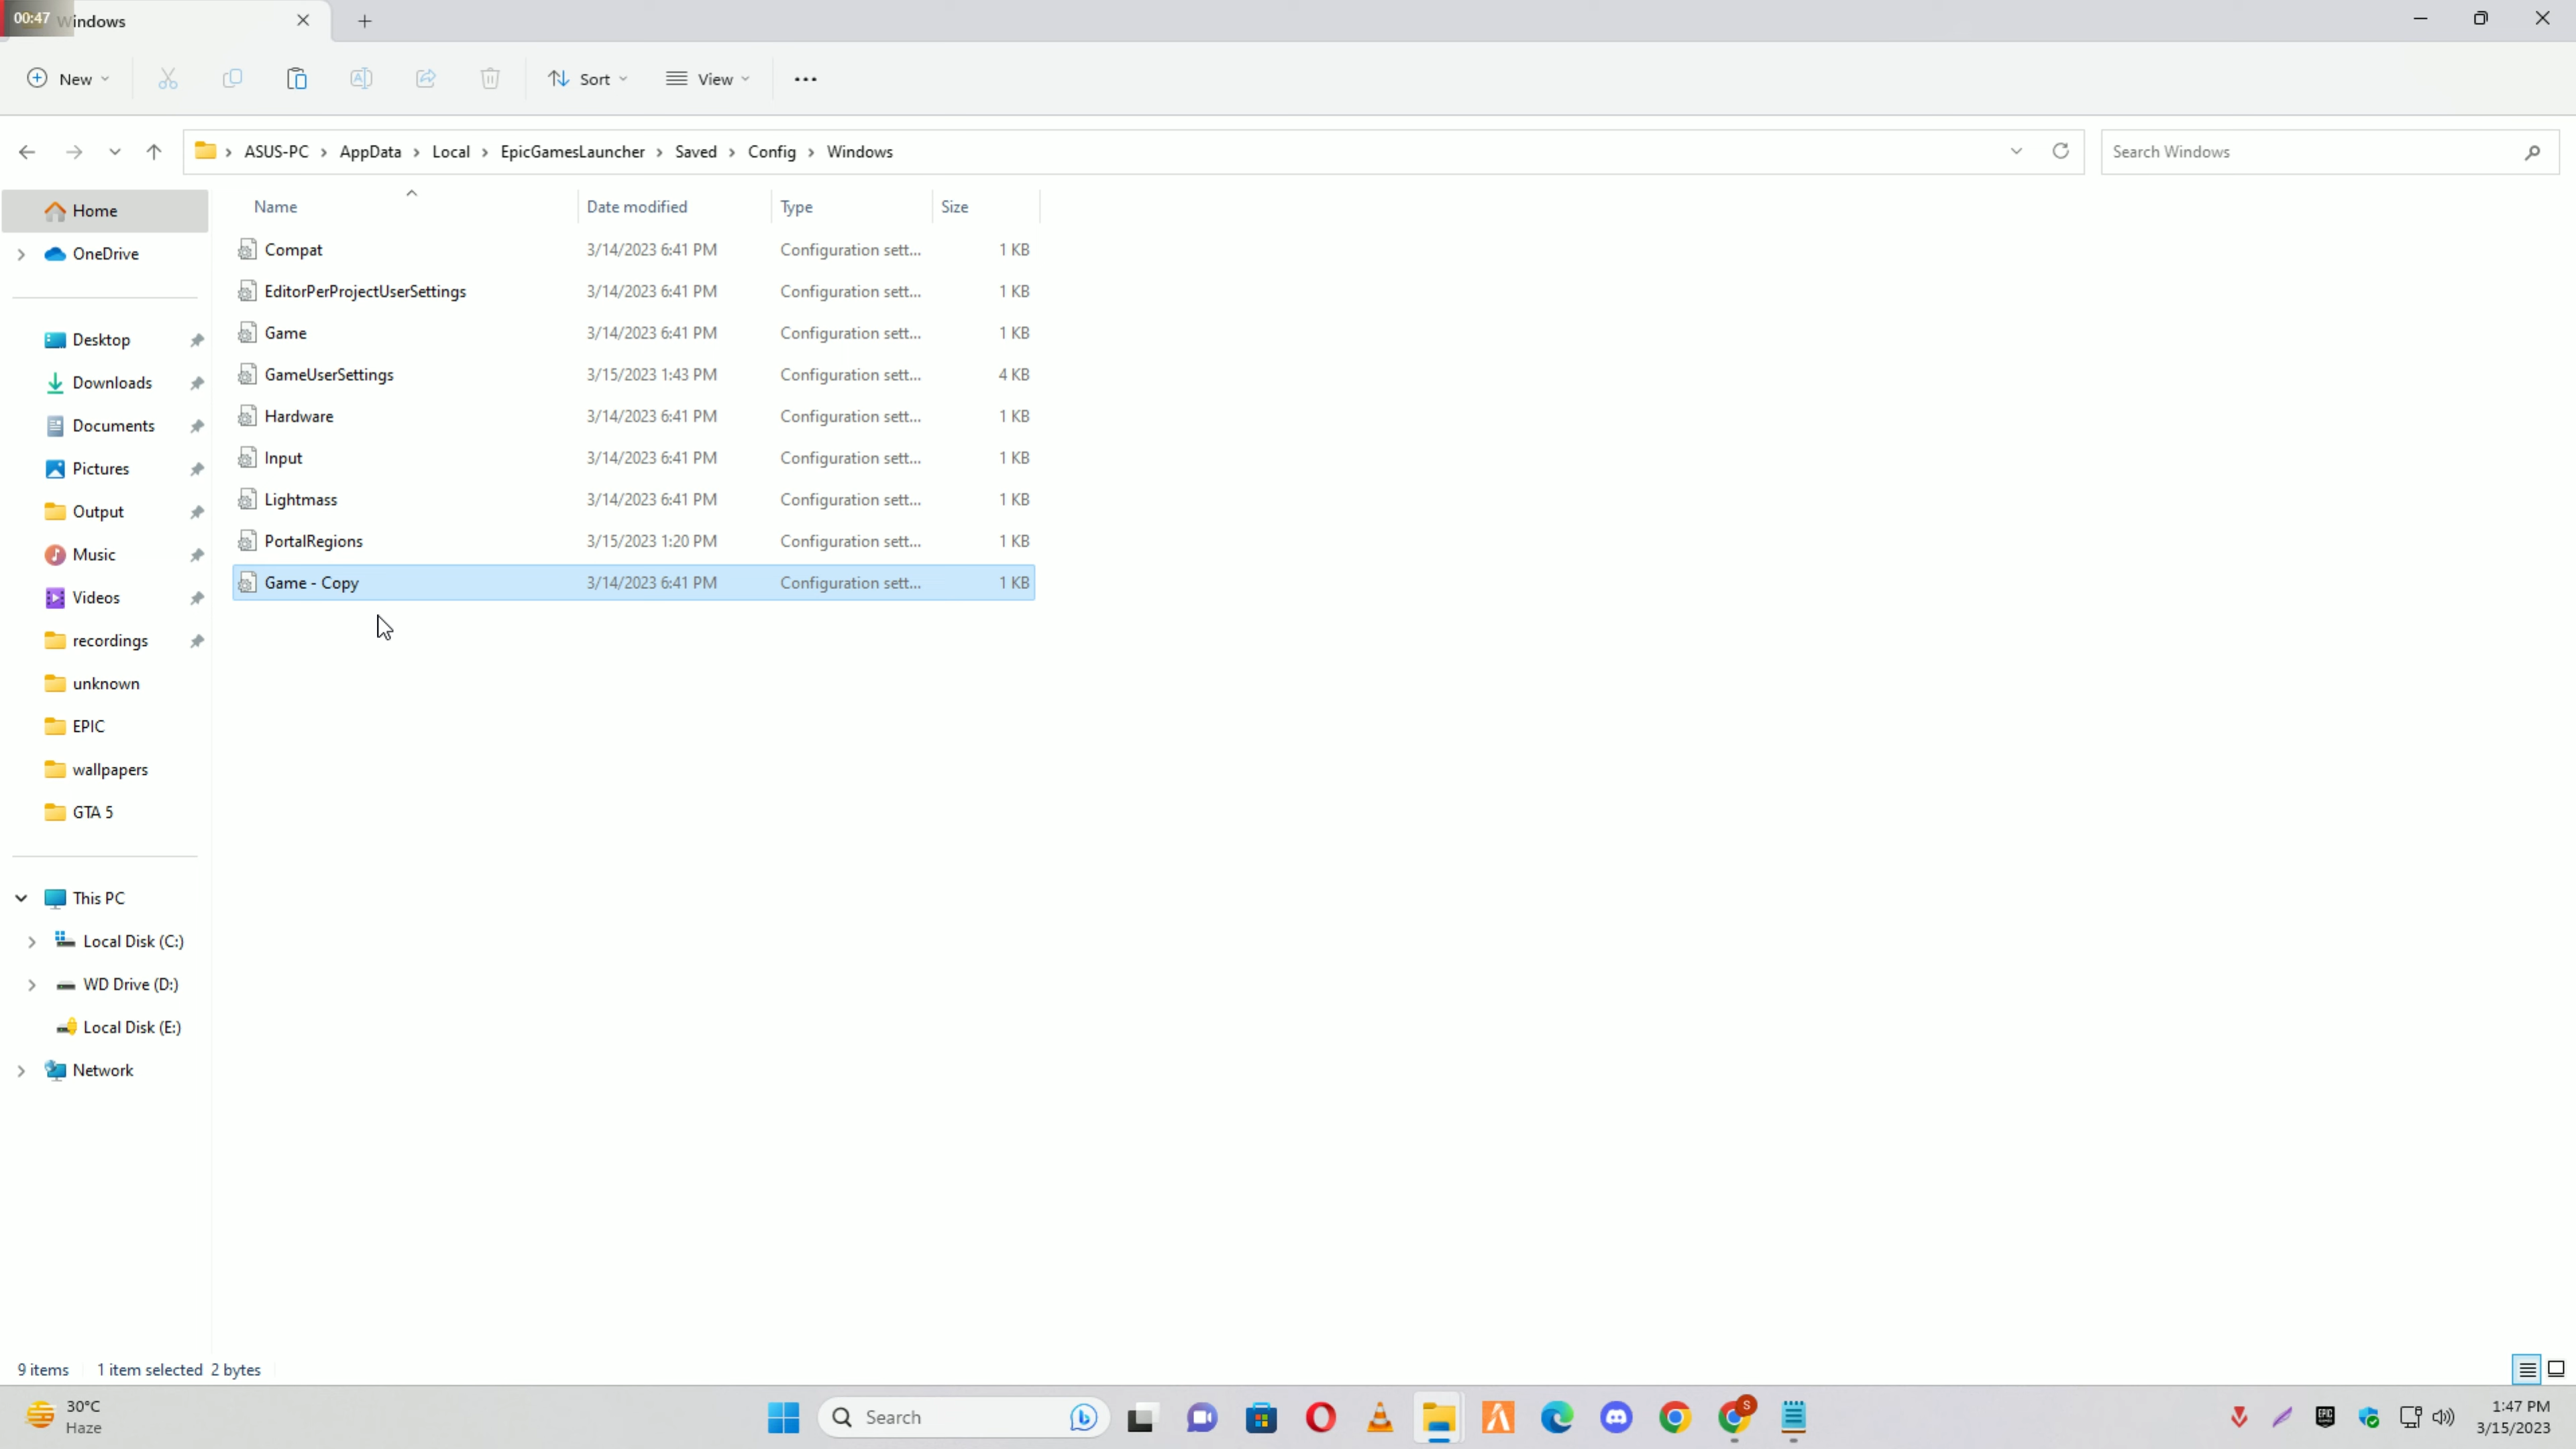 00:47 Windows
New Sort View
ASUS-PC AppData Local EpicGamesLauncher Saved Config Windows Search Windows
Name Date modified Type Size
Compat 3/14/2023 6:41 PM Configuration sett... 1 KB
EditorPerProjectUserSettings 3/14/2023 6:41 PM Configuration sett... 1 KB
Game 3/14/2023 6:41 PM Configuration sett... 1 KB
GameUserSettings 3/15/2023 1:43 PM Configuration sett... 4 KB
Hardware 3/14/2023 6:41 PM Configuration sett... 1 KB
Input 3/14/2023 6:41 PM Configuration sett... 1 KB
Lightmass 3/14/2023 6:41 PM Configuration sett... 1 KB
PortalRegions 3/15/2023 1:20 PM Configuration sett... 1 KB
Game - Copy 3/14/2023 6:41 PM Configuration sett... 1 KB
Home
OneDrive
Desktop
Downloads
Documents
Pictures
Output
Music
Videos
recordings
unknown
EPIC
wallpapers
GTA 5
This PC
Local Disk (C:)
WD Drive (D:)
Local Disk (E:)
Network
9 items 1 item selected 2 bytes
30°C
Haze
Search
S
EPIC
1:47 PM
3/15/2023